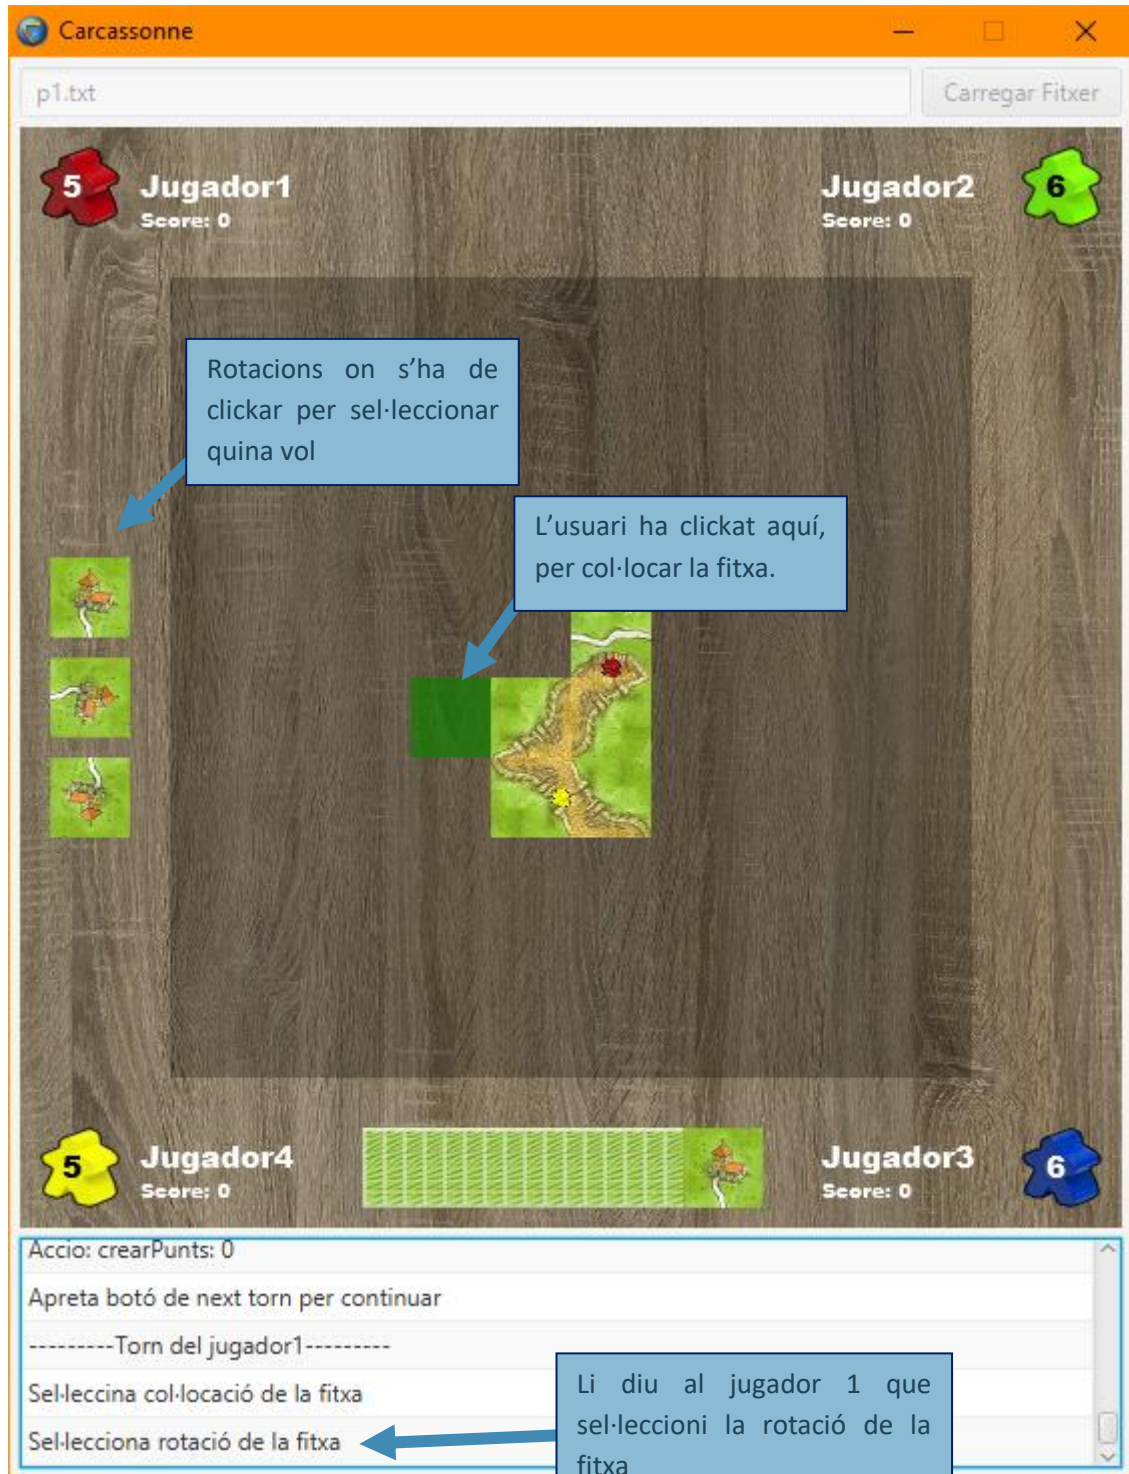 Carcassonne
p1.txt
Carregar Fitxer
5
Jugador1
Score: 0
Jugador2
Score: 0
6
Rotacions on s’ha de
clickar per sel·leccionar
quina vol
L’usuari ha clickat aquí,
per col·locar la fitxa.
5
Jugador4
Score: 0
Jugador3
Score: 0
6
Accio: crearPunts: 0
Apreta botó de next torn per continuar
---------Torn del jugador1---------
Sel·leccina col·locació de la fitxa
Sel·lecciona rotació de la fitxa
Li diu al jugador 1 que
sel·leccioni la rotació de la
fitxa